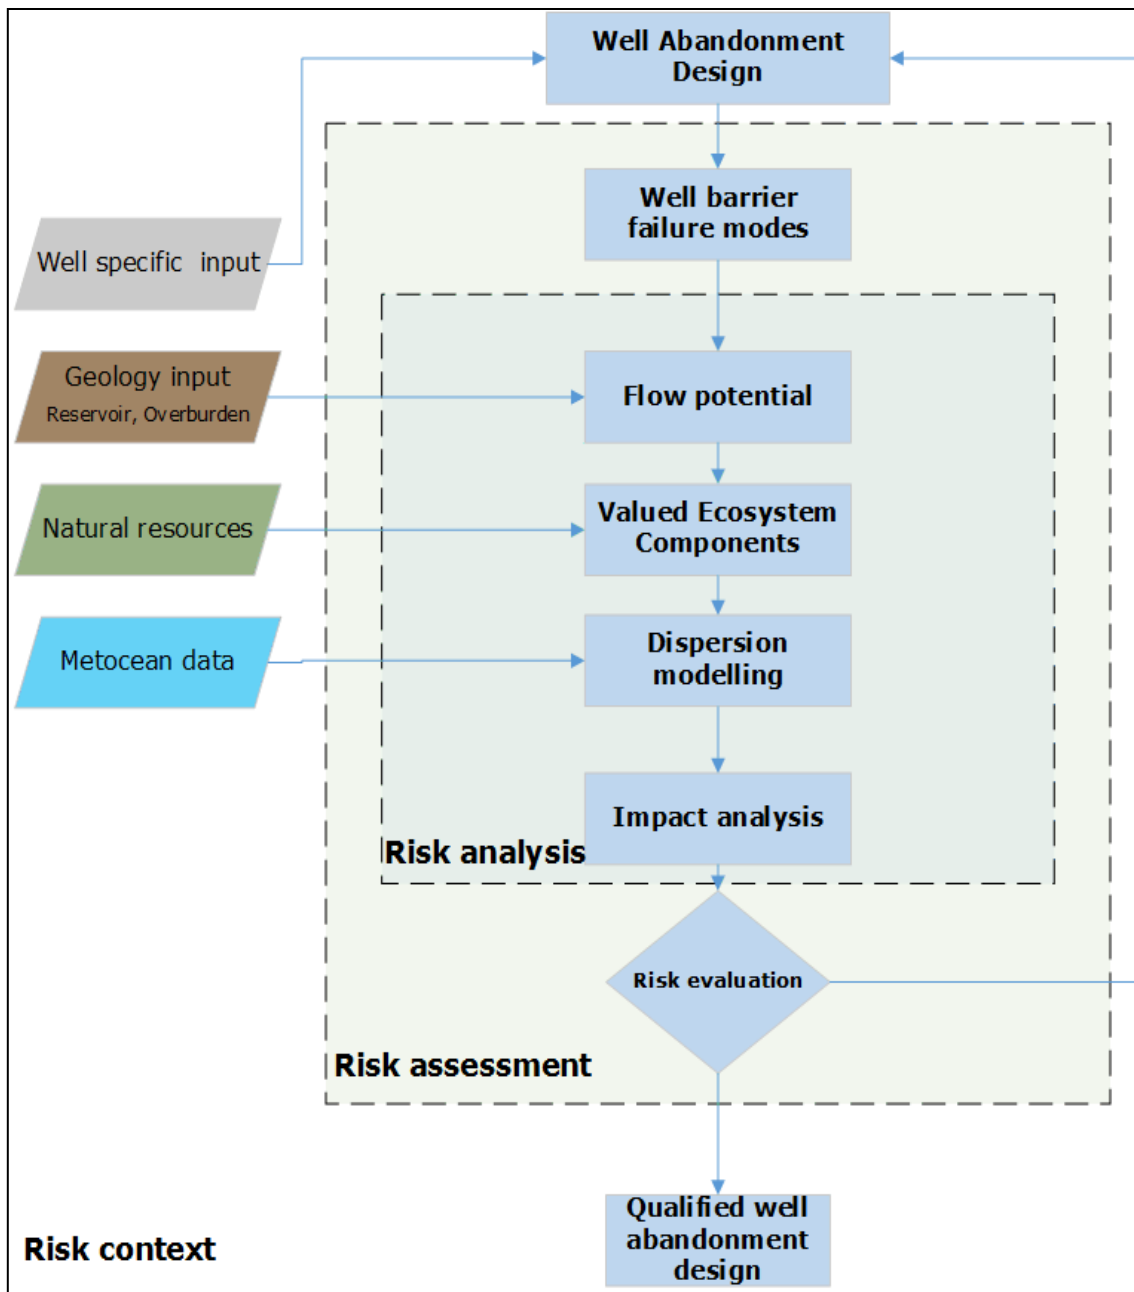 Well Abandonment
Design
Well barrier
failure modes
Well specific input
Geology input
Reservoir, Overburden
Flow potential
Natural resources
Valued Ecosystem
Components
Metocean data
Dispersion
modelling
Impact analysis
Risk analysis
Risk evaluation
Risk assessment
Qualified well
abandonment
design
Risk context